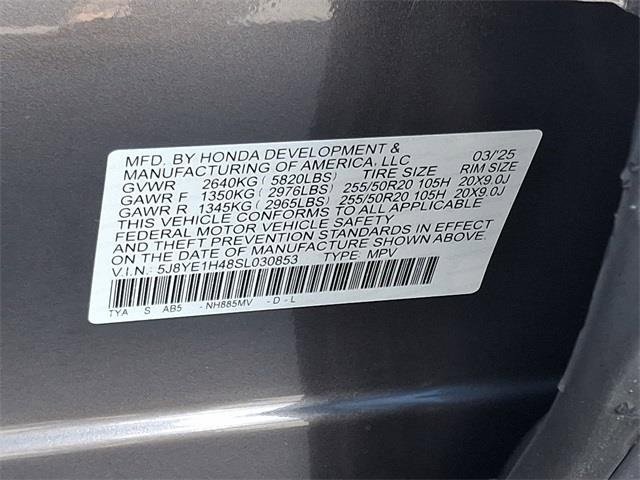 MFD. BY HONDA DEVELOPMENT & 03/'25
MANUFACTURING OF AMERICA, LLC
GVWR 2640KG(5820LBS) TIRE SIZE RIM SIZE
GAWR F 1350KG(2976LBS) 255/50R20 105H 20X9.0J
GAWR R 1345KG(2965LBS) 255/50R20 105H 20X9.0J
THIS VEHICLE CONFORMS TO ALL APPLICABLE
FEDERAL MOTOR VEHICLE SAFETY
AND THEFT PREVENTION STANDARDS IN EFFECT
ON THE DATE OF MANUFACTURE SHOWN ABOVE.
V.I.N.: 5J8YE1H48SL030853 TYPE: MPV
TYA S AB5 -NH885MV -D-L